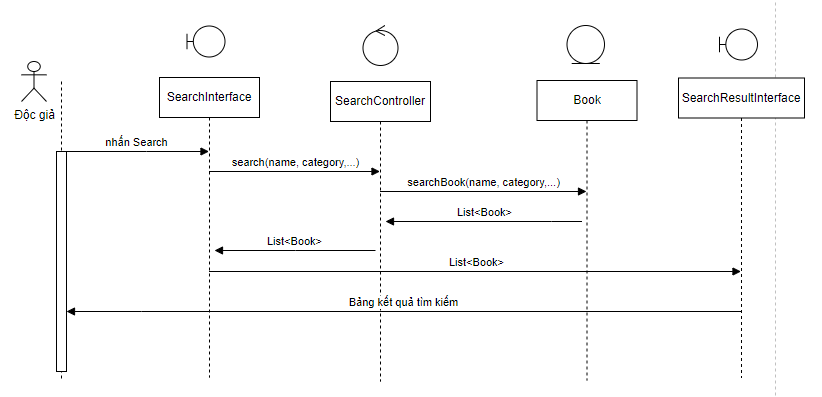 Độc giả
SearchInterface
SearchController
Book
SearchResultInterface
nhấn Search
search(name, category,...)
searchBook(name, category,...)
List<Book>
List<Book>
List<Book>
Bảng kết quả tìm kiếm